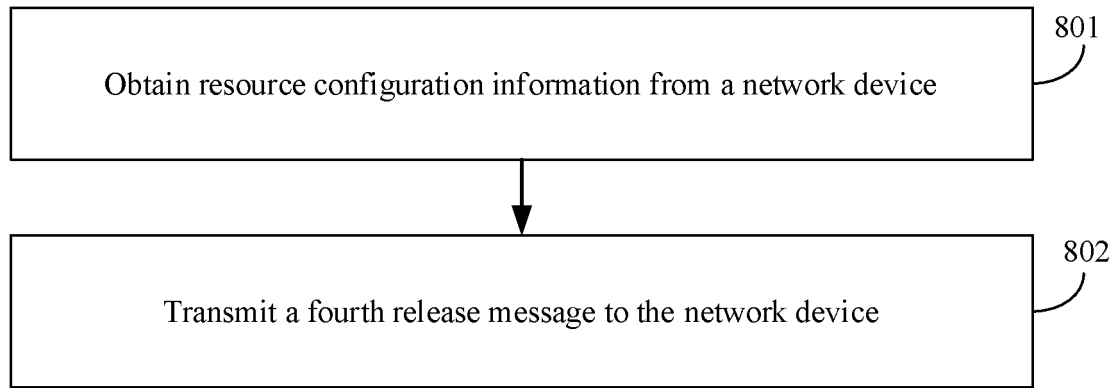 801
Obtain resource configuration information from a network device
802
Transmit a fourth release message to the network device